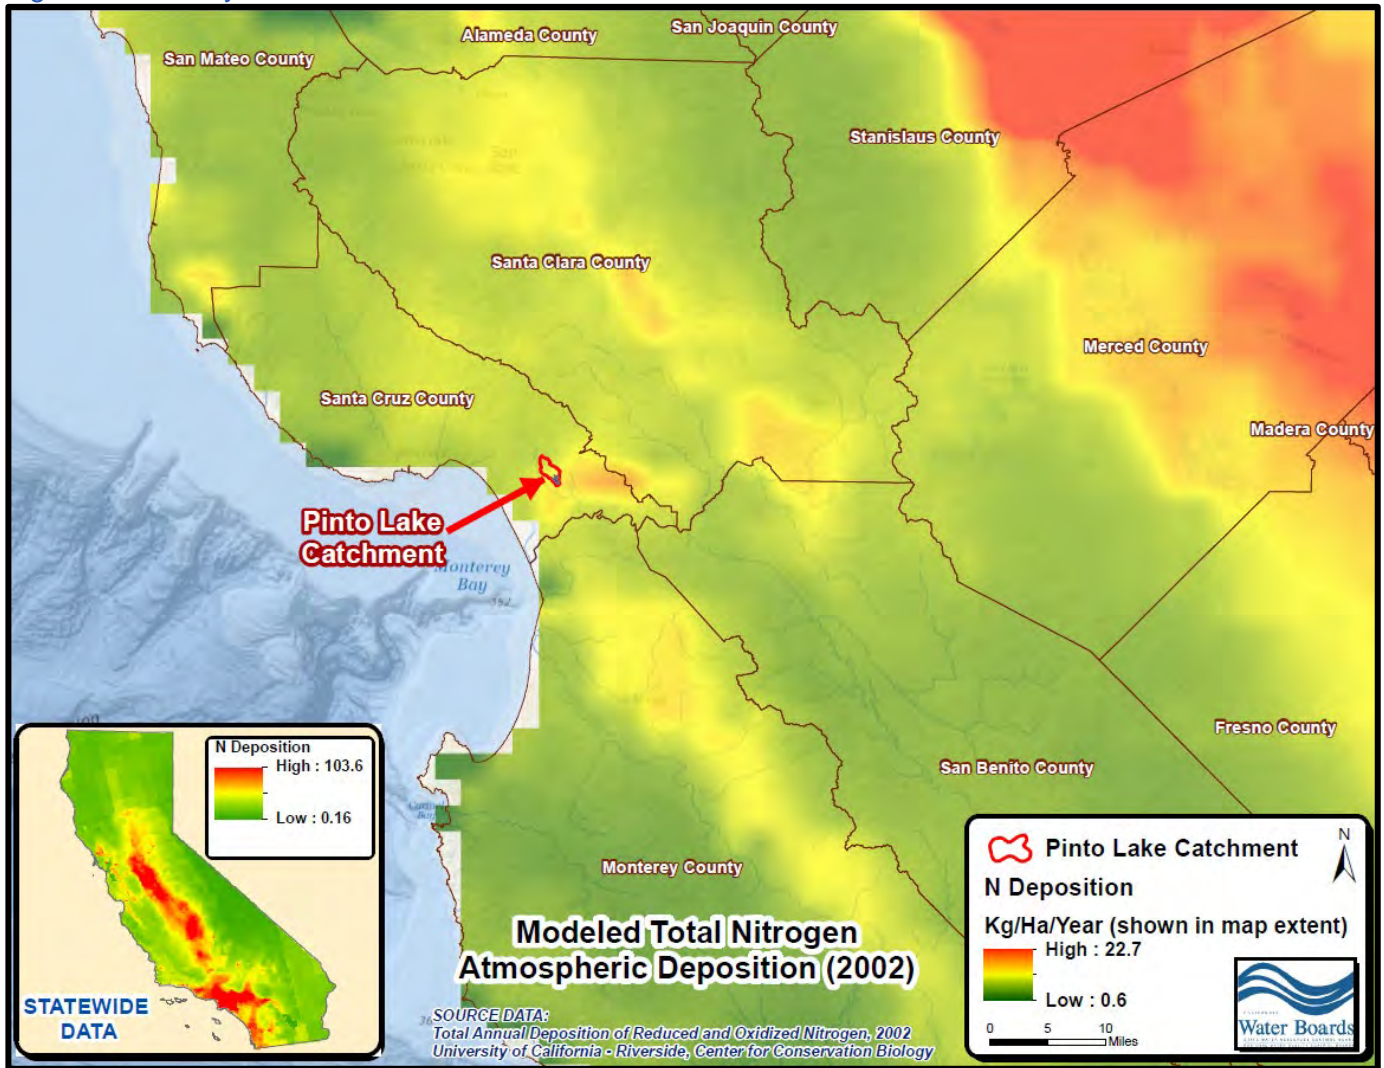 San Mateo County
Alameda County
San Joaquin County
Stanislaus County
Santa Clara County
Merced County
Santa Cruz County
Madera County
Pinto Lake
Catchment
Monterey
Bay
Fresno County
San Benito County
Monterey County
N Deposition
High : 103.6
Low : 0.16
STATEWIDE
DATA
Modeled Total Nitrogen
Atmospheric Deposition (2002)
SOURCE DATA:
Total Annual Deposition of Reduced and Oxidized Nitrogen, 2002
University of California - Riverside, Center for Conservation Biology
N
Pinto Lake Catchment
N Deposition
Kg/Ha/Year (shown in map extent)
High : 22.7
Low : 0.6
0 5 10
Miles
Water Boards